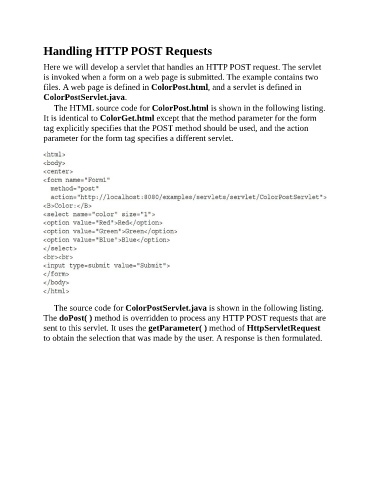 Handling HTTP POST Requests
Here we will develop a servlet that handles an HTTP POST request. The servlet
is invoked when a form on a web page is submitted. The example contains two
files. A web page is defined in ColorPost.html, and a servlet is defined in
ColorPostServlet.java.
The HTML source code for ColorPost.html is shown in the following listing.
It is identical to ColorGet.html except that the method parameter for the form
tag explicitly specifies that the POST method should be used, and the action
parameter for the form tag specifies a different servlet.
<html>
<body>
<center>
<form name="Form1"
method="post"
action="http://localhost:8080/examples/servlets/servlet/ColorPostServlet">
<B>Color:</B>
<select name="color" size="1">
<option value="Red">Red</option>
<option value="Green">Green</option>
<option value="Blue">Blue</option>
</select>
<br><br>
<input type=submit value="Submit">
</form>
</body>
</html>
The source code for ColorPostServlet.java is shown in the following listing.
The doPost( ) method is overridden to process any HTTP POST requests that are
sent to this servlet. It uses the getParameter( ) method of HttpServletRequest
to obtain the selection that was made by the user. A response is then formulated.